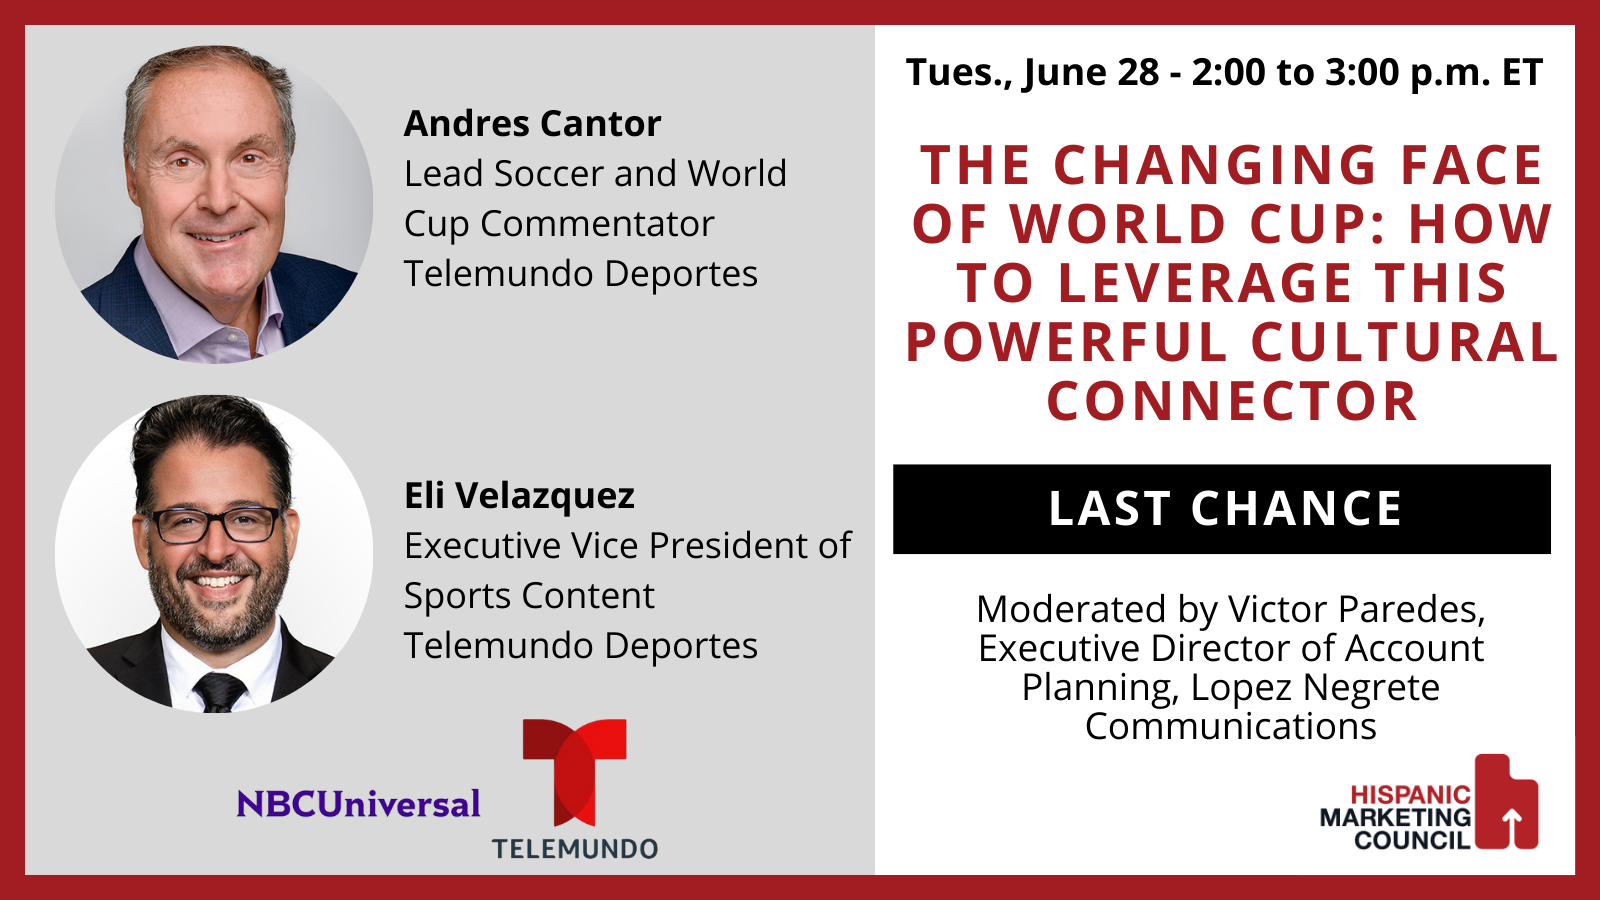 Andres Cantor
Lead Soccer and World
Cup Commentator
Telemundo Deportes
Eli Velazquez
Executive Vice President of
Sports Content
Telemundo Deportes
NBCUniversal
TELEMUNDO
Tues., June 28 - 2:00 to 3:00 p.m. ET
THE CHANGING FACE
OF WORLD CUP: HOW
TO LEVERAGE THIS
POWERFUL CULTURAL
CONNECTOR
LAST CHANCE
Moderated by Victor Paredes,
Executive Director of Account
Planning, Lopez Negrete
Communications
HISPANIC
MARKETING
COUNCIL